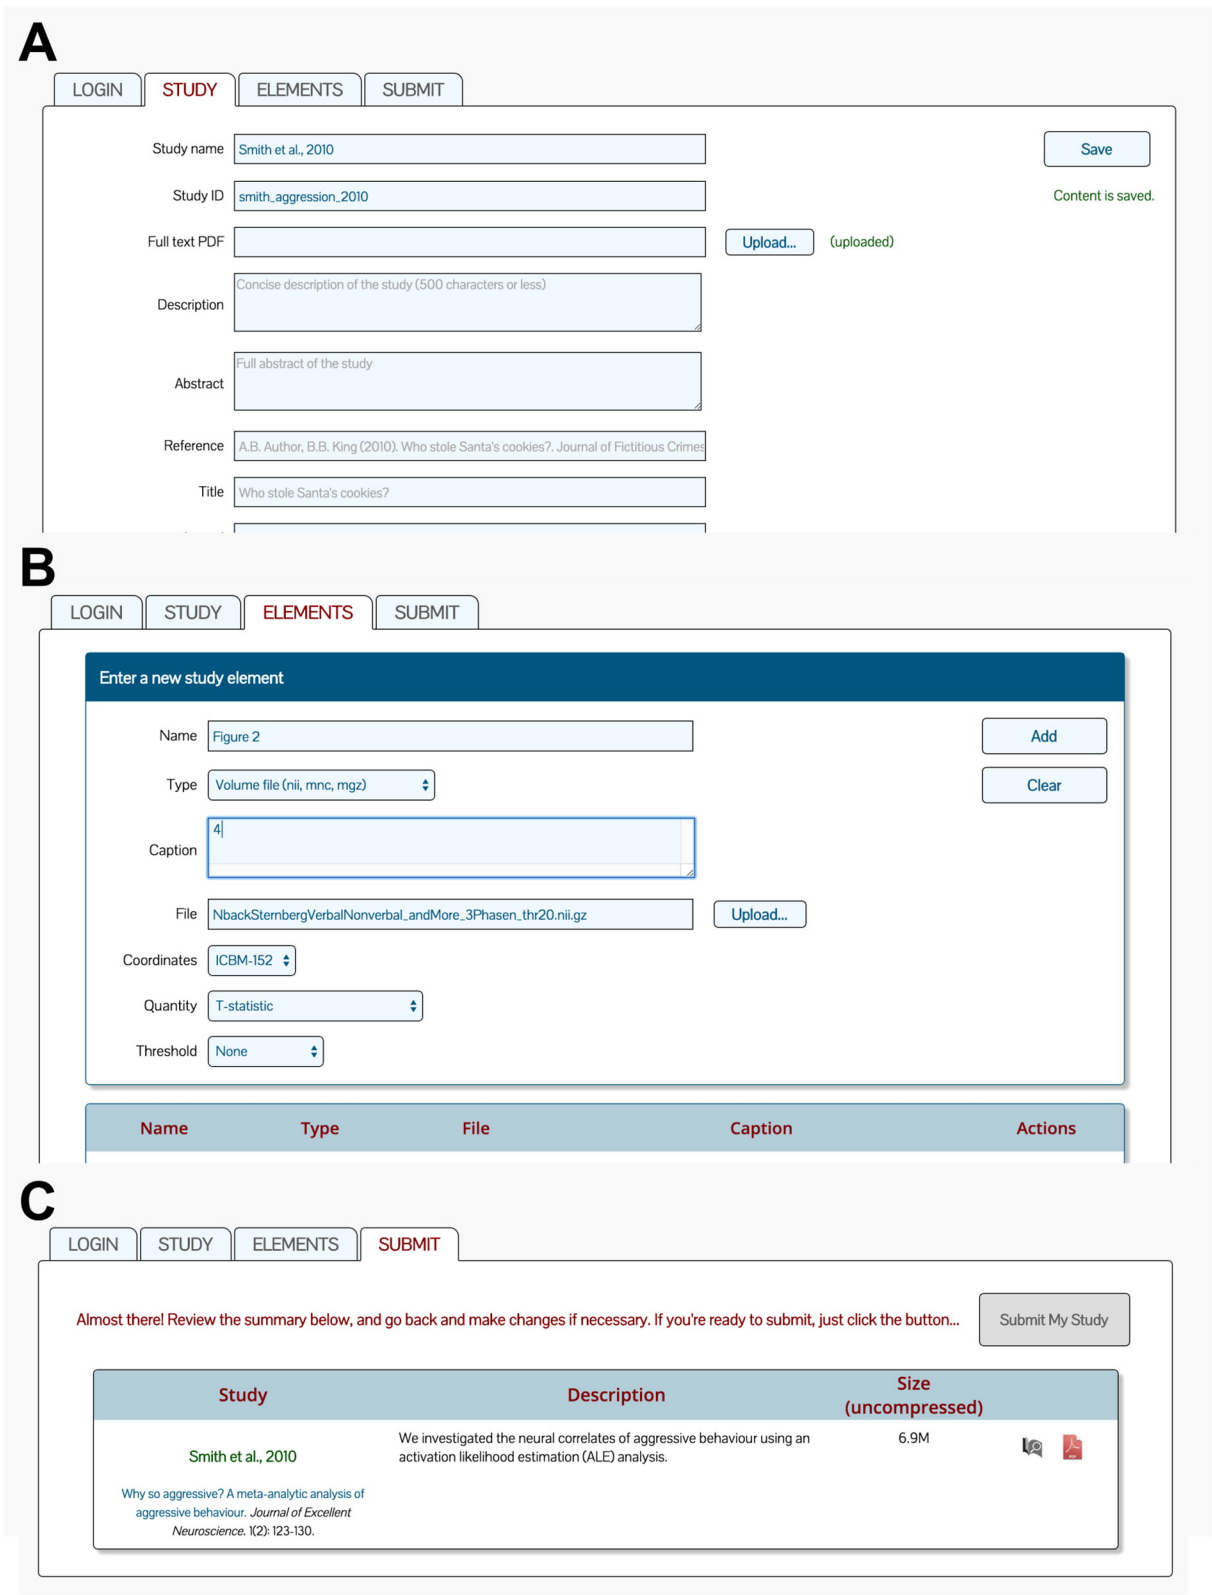 A
LOGIN STUDY ELEMENTS SUBMIT
Study name Smith et al., 2010 Save
Study ID smith_aggression_2010 Content is saved.
Full text PDF Upload... (uploaded)
Concise description of the study (500 characters or less)
Description
Full abstract of the study
Abstract
Reference A.B. Author, B.B. King (2010). Who stole Santa's cookies?. Journal of Fictitious Crimes
Title Who stole Santa's cookies?
B
LOGIN STUDY ELEMENTS SUBMIT
Enter a new study element
Name Figure 2 Add
Type Volume file (nii, mnc, mgz) Clear
4
Caption
File NbackSternbergVerbalNonverbal_andMore_3Phasen_thr20.nii.gz Upload...
Coordinates ICBM-152
Quantity T-statistic
Threshold None
Name Type File Caption Actions
C
LOGIN STUDY ELEMENTS SUBMIT
Almost there! Review the summary below, and go back and make changes if necessary. If you're ready to submit, just click the button... Submit My Study
Study Description Size (uncompressed)
Smith et al., 2010 We investigated the neural correlates of aggressive behaviour using an 6.9M
activation likelihood estimation (ALE) analysis.
Why so aggressive? A meta-analytic analysis of
aggressive behaviour. Journal of Excellent
Neuroscience. 1(2): 123-130.